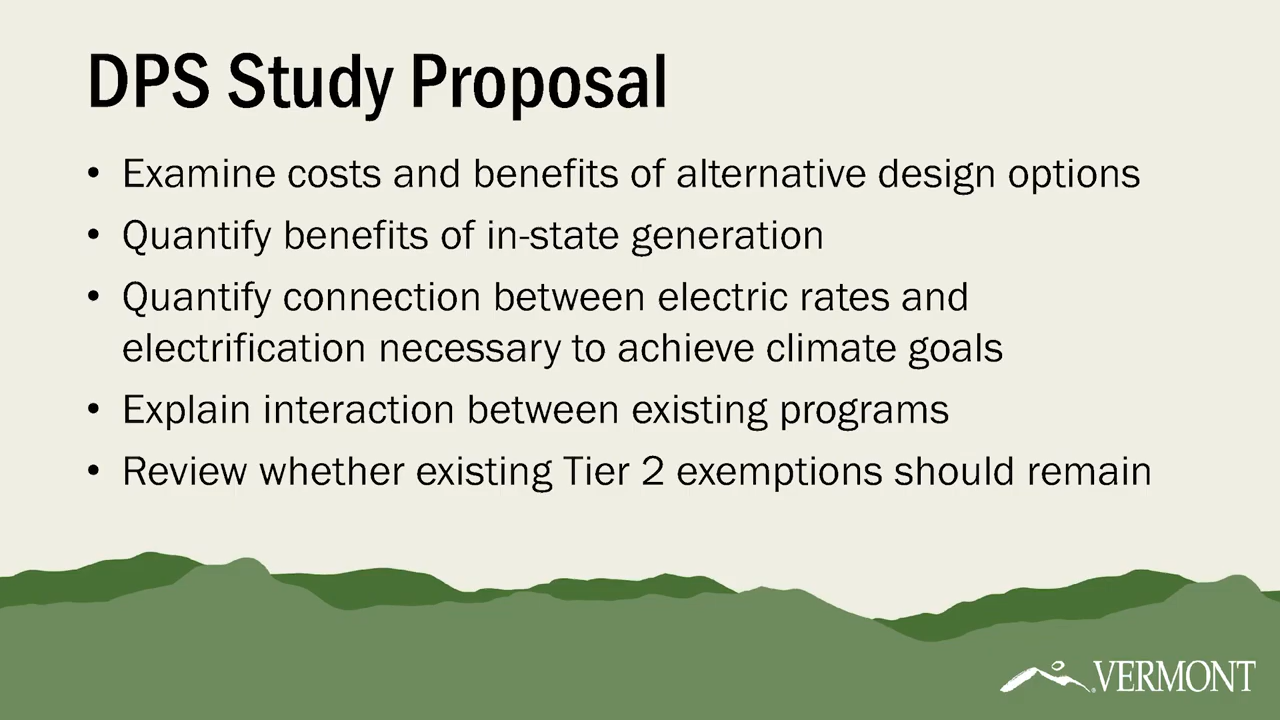 DPS Study Proposal
• Examine costs and benefits of alternative design options
• Quantify benefits of in-state generation
• Quantify connection between electric rates and
electrification necessary to achieve climate goals
• Explain interaction between existing programs
• Review whether existing Tier 2 exemptions should remain
VERMONT